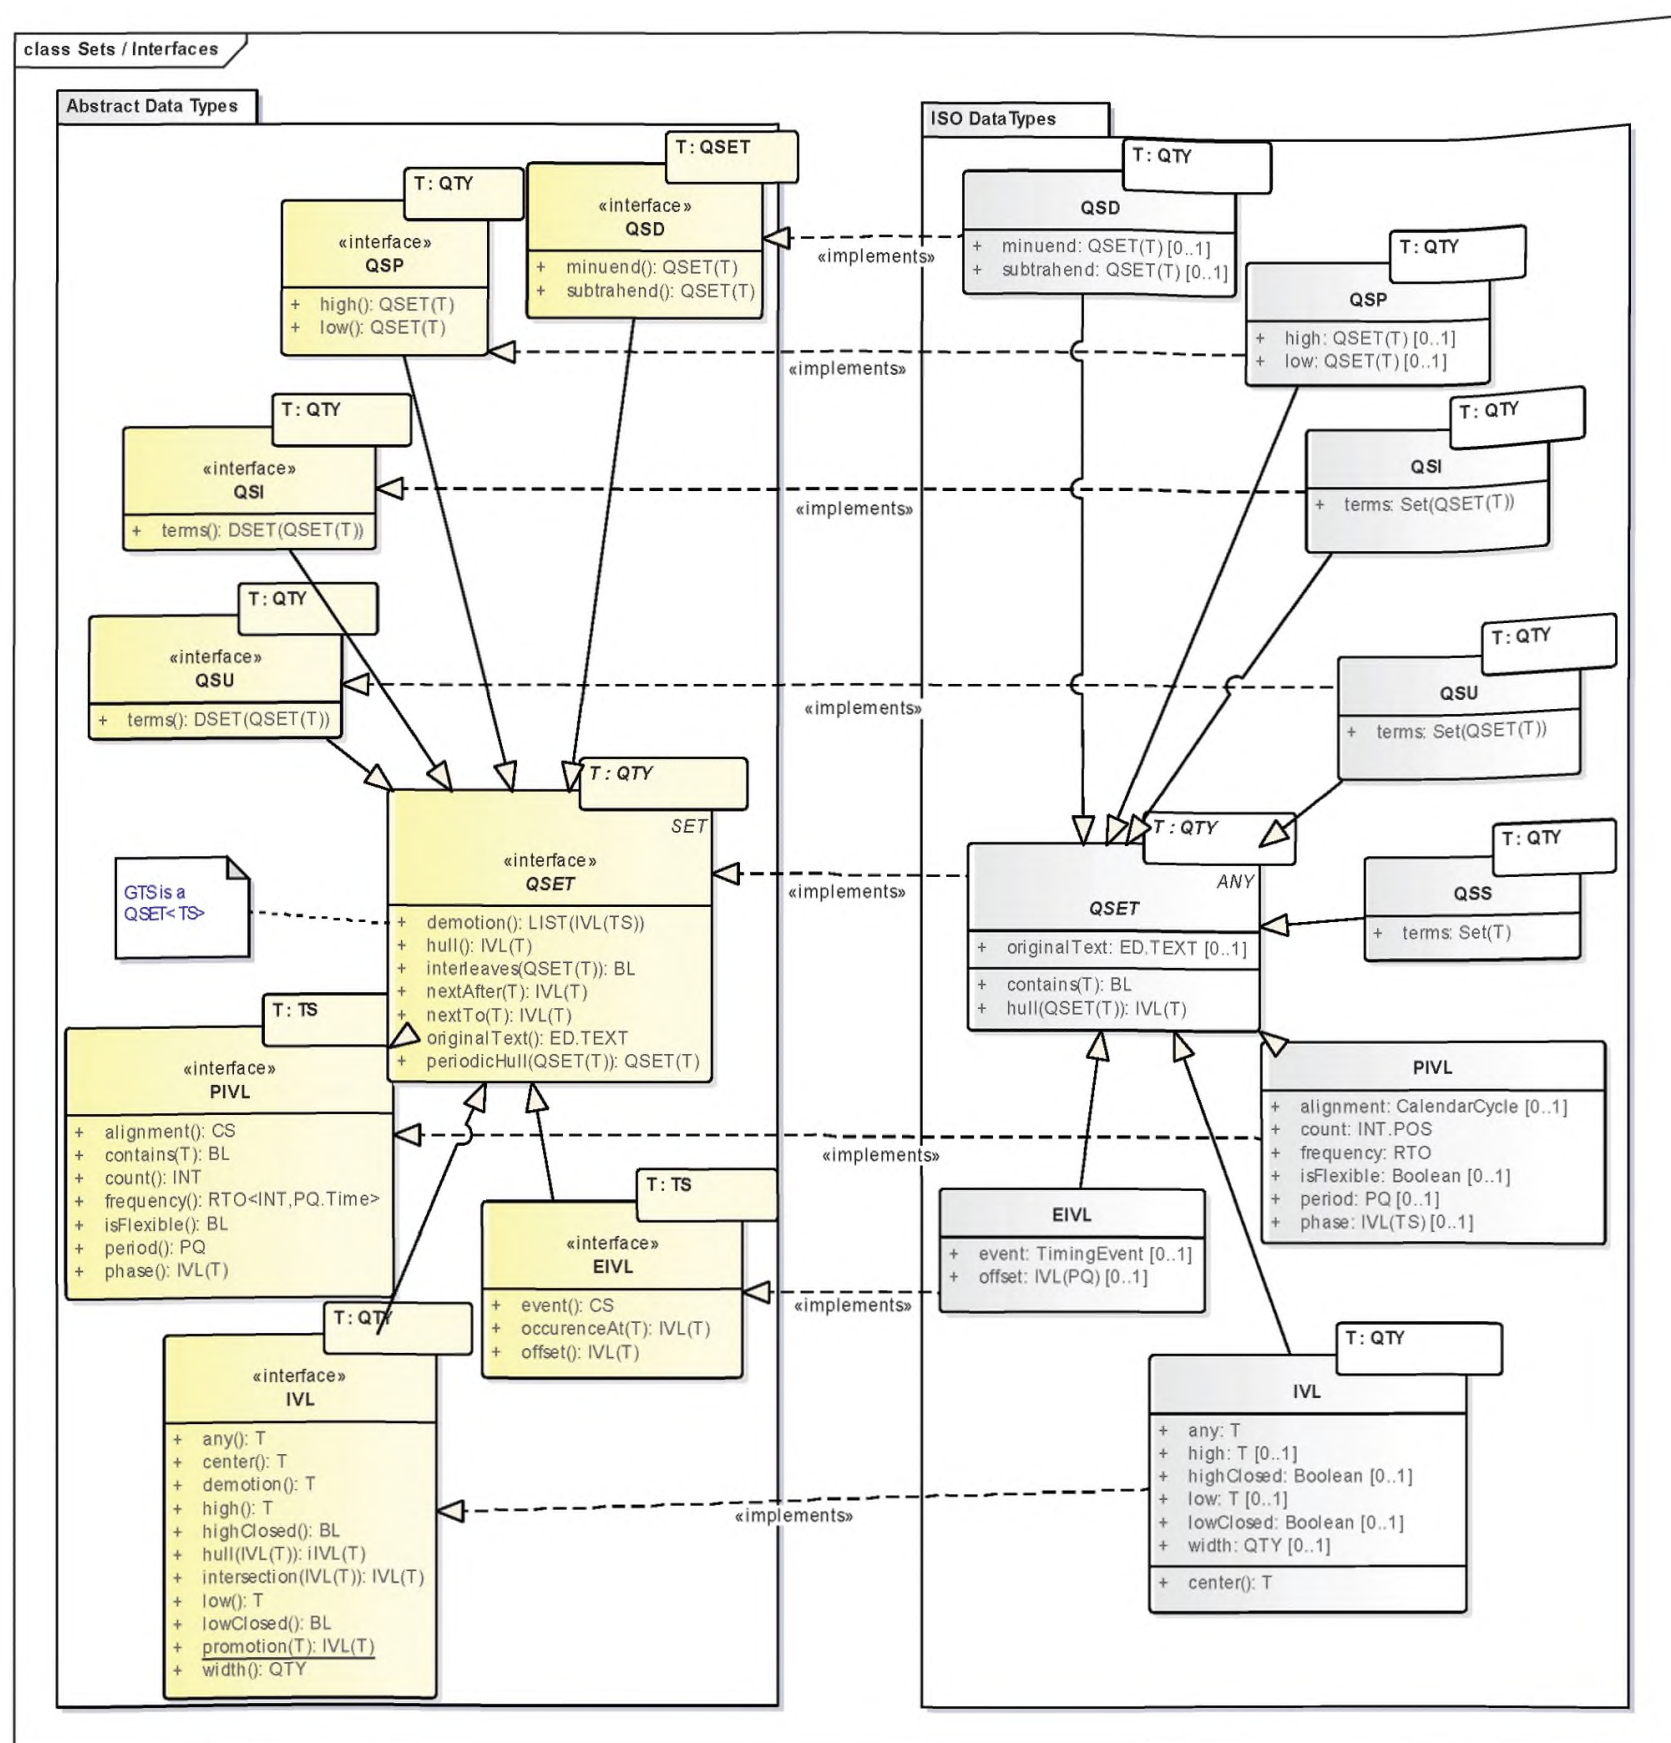 class Sets / Interfaces
Abstract Data Types
T : QSET
«interface»
QSD
+ minuend(): QSET(T)
+ subtrahend(): QSET(T)
T : QTY
«interface»
QSP
+ high(): QSET(T)
+ low(): QSET(T)
T : QTY
«interface»
QSI
+ terms(): DSET(QSET(T))
T : QTY
«interface»
QSU
+ terms(): DSET(QSET(T))
T : QTY
SET
«interface»
QSET
+ demotion(): LIST(IVL(TS))
+ hull(): IVL(T)
+ interleaves(QSET(T)): BL
+ nextAfter(T): IVL(T)
+ nextTo(T): IVL(T)
originalText(): ED.TEXT
+ periodicHull(QSET(T)): QSET(T)
GTS is a
QSET<TS>
T : TS
«interface»
PIVL
+ alignment(): CS
+ contains(T): BL
+ count(): INT
+ frequency(): RTO<INT,PQ.Time>
+ isFlexible(): BL
+ period(): PQ
+ phase(): IVL(T)
T : TS
«interface»
EIVL
+ event(): CS
+ occurenceAt(T): IVL(T)
+ offset(): IVL(T)
T : QTY
«interface»
IVL
+ any(): T
+ center(): T
+ demotion(): T
+ high(): T
+ highClosed(): BL
+ hull(IVL(T)): iIVL(T)
+ intersection(IVL(T)): IVL(T)
+ low(): T
+ lowClosed(): BL
+ promotion(T): IVL(T)
+ width(): QTY
«implements»
«implements»
«implements»
«implements»
«implements»
«implements»
«implements»
«implements»
ISO DataTypes
T : QTY
QSD
+ minuend: QSET(T) [0..1]
+ subtrahend: QSET(T) [0..1]
T : QTY
QSP
+ high: QSET(T) [0..1]
+ low: QSET(T) [0..1]
T : QTY
QSI
+ terms: Set(QSET(T))
T : QTY
QSU
+ terms: Set(QSET(T))
T : QTY
ANY
QSET
+ originalText: ED.TEXT [0..1]
+ contains(T): BL
+ hull(QSET(T)): IVL(T)
T : QTY
QSS
+ terms: Set(T)
PIVL
+ alignment: CalendarCycle [0..1]
+ count: INT.POS
+ frequency: RTO
+ isFlexible: Boolean [0..1]
+ period: PQ [0..1]
+ phase: IVL(TS) [0..1]
EIVL
+ event: TimingEvent [0..1]
+ offset: IVL(PQ) [0..1]
T : QTY
IVL
+ any: T
+ high: T [0..1]
+ highClosed: Boolean [0..1]
+ low: T [0..1]
+ lowClosed: Boolean [0..1]
+ width: QTY [0..1]
+ center(): T